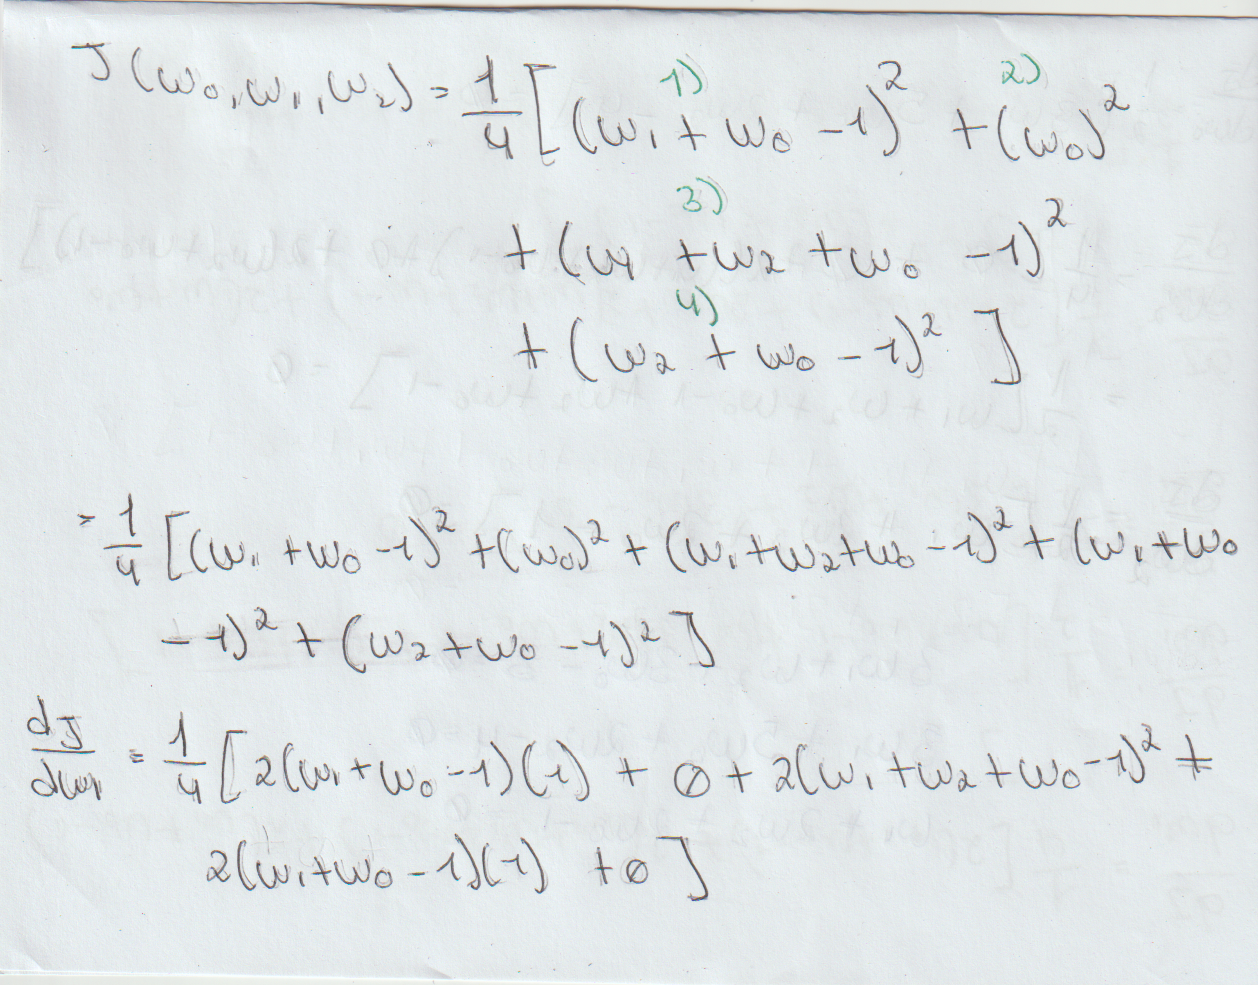 1) 2)
J(w₀,w₁,w₂) = 1/4 [(w₁ + w₀ - 1)² + (w₀)²
3)
+ (w₁ + w₂ + w₀ - 1)²
4)
+ (w₂ + w₀ - 1)² ]
= 1/4 [(w₁ + w₀ - 1)² + (w₀)² + (w₁ + w₂ + w₀ - 1)² + (w₁ + w₀
- 1)² + (w₂ + w₀ - 1)² ]
dJ/dw₁ = 1/4 [ 2(w₁ + w₀ - 1)(1) + 0 + 2(w₁ + w₂ + w₀ - 1)² +
2(w₁ + w₀ - 1)(1) + 0 ]